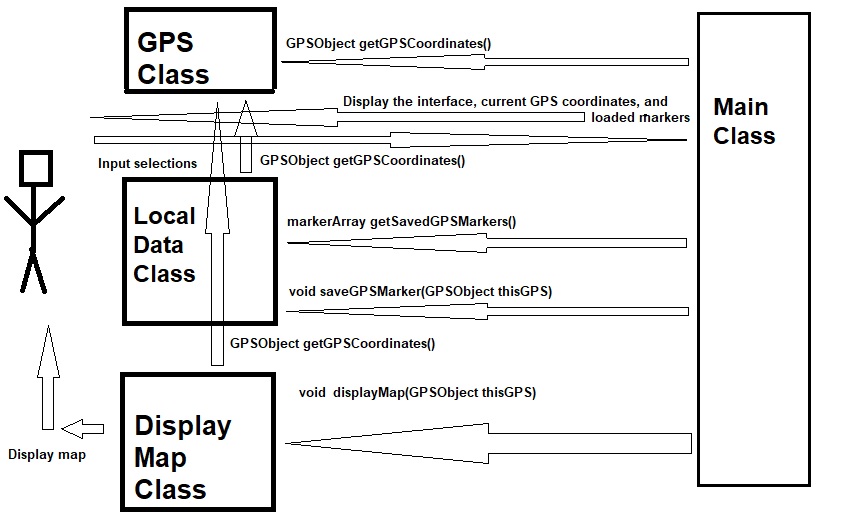 GPS
Class
GPSObject getGPSCoordinates()
Display the interface, current GPS coordinates, and
loaded markers
Main
Class
Input selections
GPSObject getGPSCoordinates()
Local
Data
Class
markerArray getSavedGPSMarkers()
void saveGPSMarker(GPSObject thisGPS)
GPSObject getGPSCoordinates()
Display
Map
Class
void displayMap(GPSObject thisGPS)
Display map